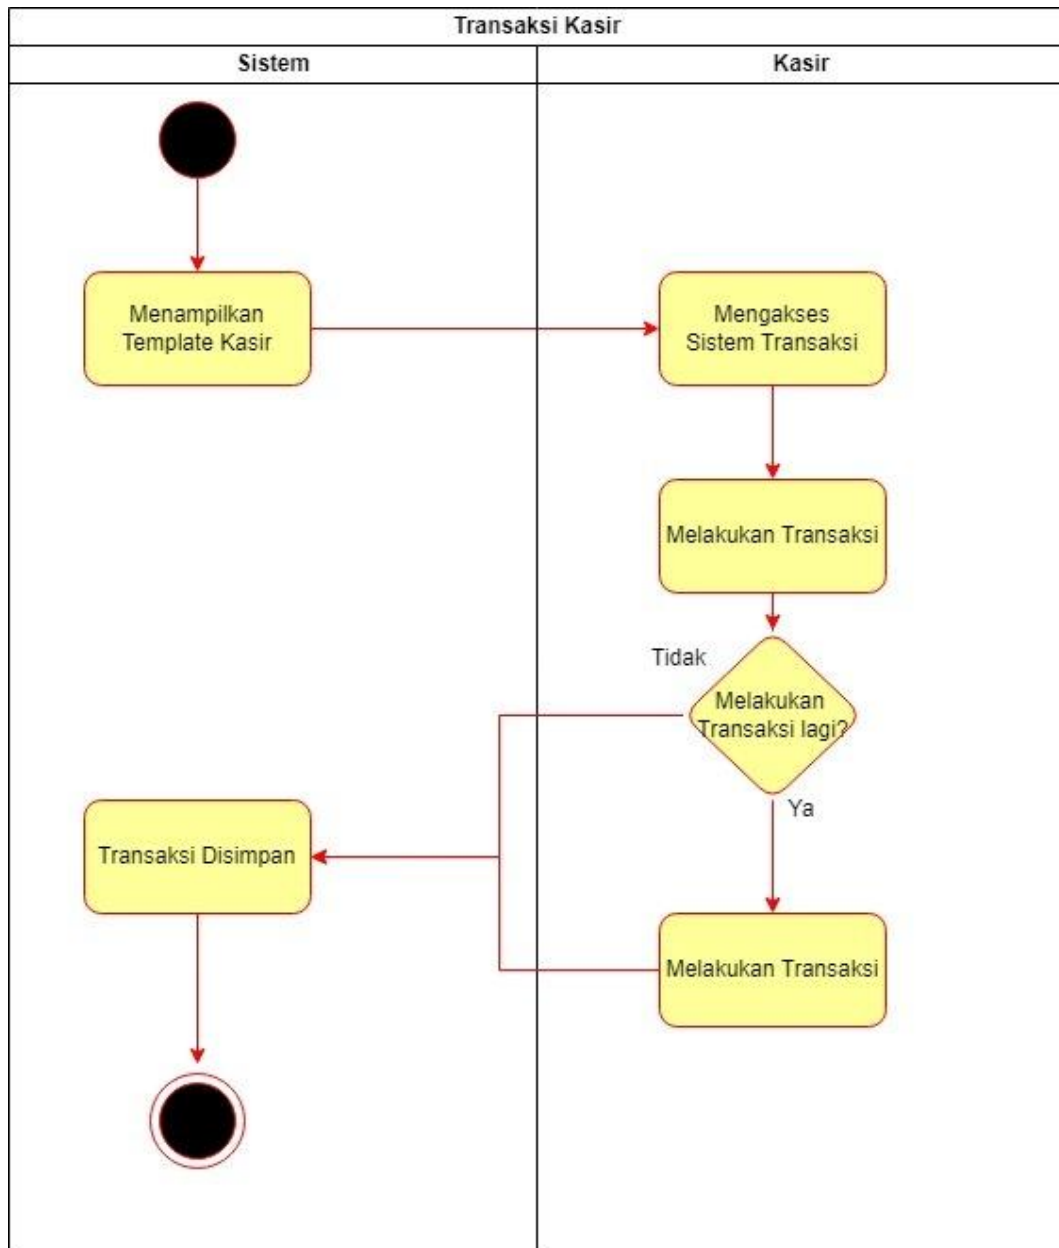 Transaksi Kasir
Sistem
Kasir
Menampilkan
Template Kasir
Mengakses
Sistem Transaksi
Melakukan Transaksi
Tidak
Melakukan
Transaksi lagi?
Ya
Transaksi Disimpan
Melakukan Transaksi